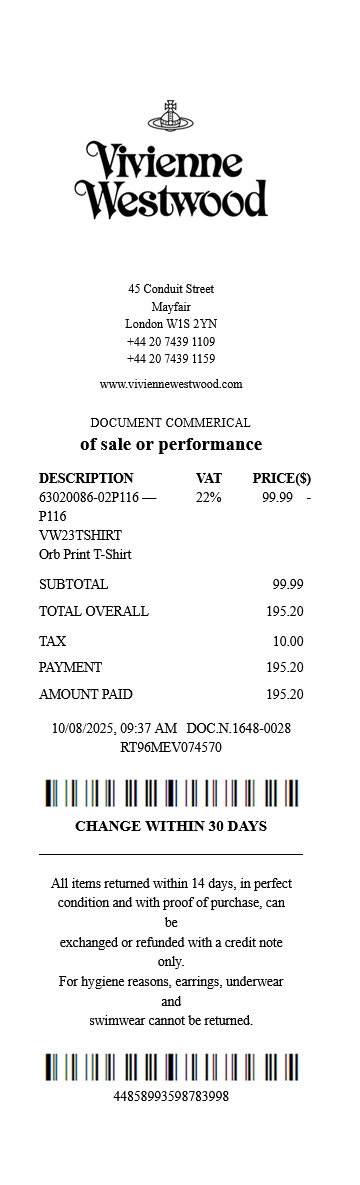 Vivienne
Westwood
45 Conduit Street
Mayfair
London W1S 2YN
+44 20 7439 1109
+44 20 7439 1159
www.viviennewestwood.com
DOCUMENT COMMERICAL
of sale or performance
DESCRIPTION VAT PRICE($)
63020086-02P116 — 22% 99.99 -
P116
VW23TSHIRT
Orb Print T-Shirt
SUBTOTAL 99.99
TOTAL OVERALL 195.20
TAX 10.00
PAYMENT 195.20
AMOUNT PAID 195.20
10/08/2025, 09:37 AM DOC.N.1648-0028
RT96MEV074570
CHANGE WITHIN 30 DAYS
All items returned within 14 days, in perfect
condition and with proof of purchase, can
be
exchanged or refunded with a credit note
only.
For hygiene reasons, earrings, underwear
and
swimwear cannot be returned.
44858993598783998